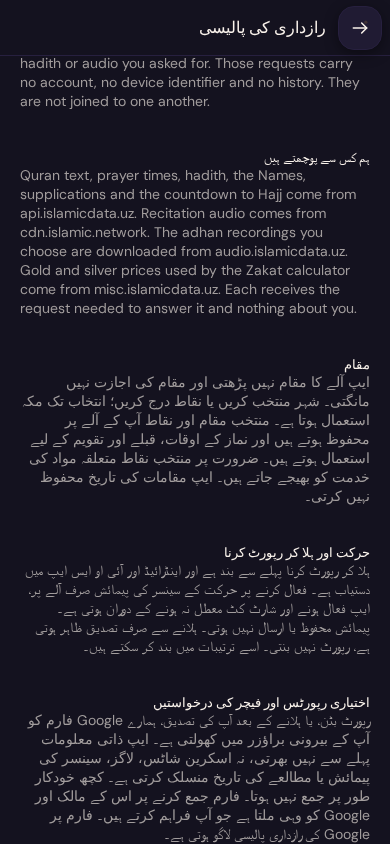 رازداری کی پالیسی
hadith or audio you asked for. Those requests carry
no account, no device identifier and no history. They
are not joined to one another.
ہم کس سے پوچھتے ہیں
Quran text, prayer times, hadith, the Names,
supplications and the countdown to Hajj come from
api.islamicdata.uz. Recitation audio comes from
cdn.islamic.network. The adhan recordings you
choose are downloaded from audio.islamicdata.uz.
Gold and silver prices used by the Zakat calculator
come from misc.islamicdata.uz. Each receives the
request needed to answer it and nothing about you.
مقام
ایپ آلے کا مقام نہیں پڑھتی اور مقام کی اجازت نہیں
مانگتی۔ شہر منتخب کریں یا نقاط درج کریں؛ انتخاب تک مکہ
استعمال ہوتا ہے۔ منتخب مقام اور نقاط آپ کے آلے پر
محفوظ ہوتے ہیں اور نماز کے اوقات، قبلے اور تقویم کے لیے
استعمال ہوتے ہیں۔ ضرورت پر منتخب نقاط متعلقہ مواد کی
خدمت کو بھیجے جاتے ہیں۔ ایپ مقامات کی تاریخ محفوظ
نہیں کرتی۔
حرکت اور ہلا کر رپورٹ کرنا
ہلا کر رپورٹ کرنا پہلے سے بند ہے اور اینڈرائیڈ اور آئی او ایس ایپ میں
دستیاب ہے۔ فعال کرنے پر حرکت کے سینسر کی پیمائش صرف آلے پر،
ایپ فعال ہونے اور شارٹ کٹ معطل نہ ہونے کے دوران ہوتی ہے۔
پیمائش محفوظ یا ارسال نہیں ہوتی۔ ہلانے سے صرف تصدیق ظاہر ہوتی
ہے، رپورٹ نہیں بنتی۔ اسے ترتیبات میں بند کر سکتے ہیں۔
اختیاری رپورٹس اور فیچر کی درخواستیں
رپورٹ بٹن، یا ہلانے کے بعد آپ کی تصدیق، ہمارے Google فارم کو
آپ کے بیرونی براؤزر میں کھولتی ہے۔ ایپ ذاتی معلومات
پہلے سے نہیں بھرتی، نہ اسکرین شاٹس، لاگز، سینسر کی
پیمائش یا مطالعے کی تاریخ منسلک کرتی ہے۔ کچھ خودکار
طور پر جمع نہیں ہوتا۔ فارم جمع کرنے پر اس کے مالک اور
Google کو وہی ملتا ہے جو آپ فراہم کرتے ہیں۔ فارم پر
Google کی رازداری پالیسی لاگو ہوتی ہے۔